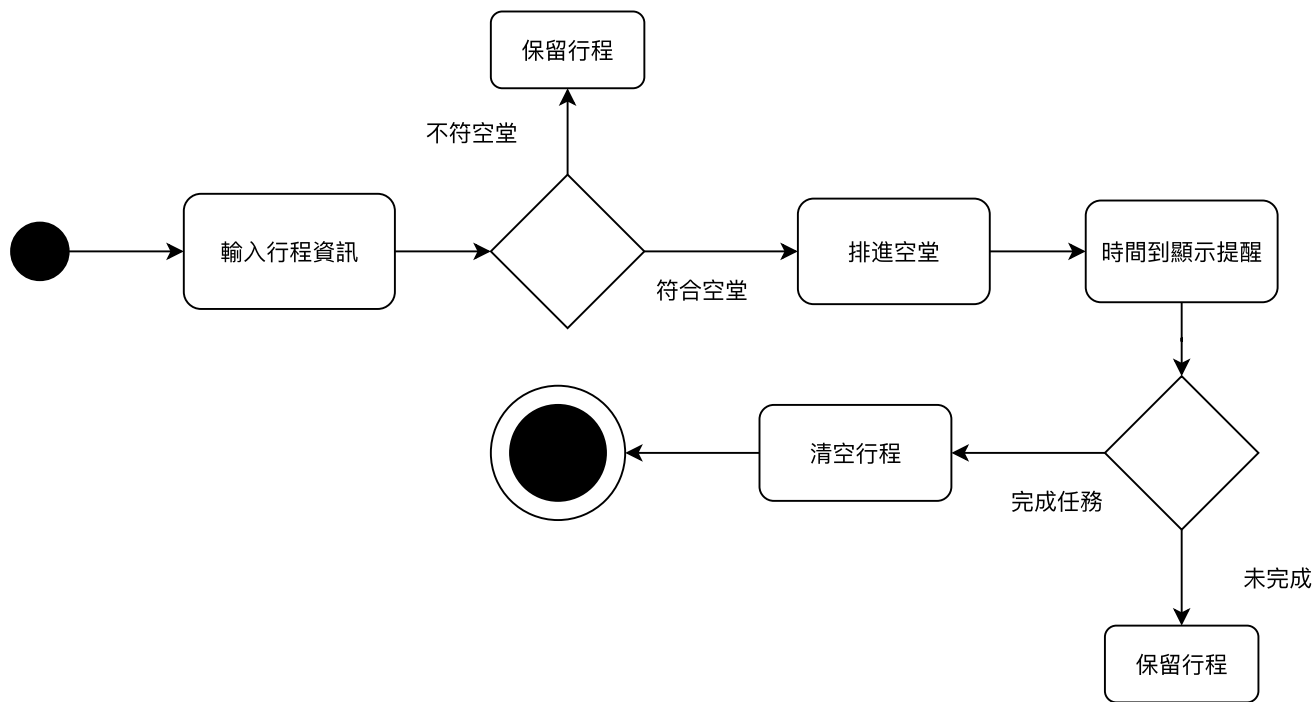 保留行程
不符空堂
輸入行程資訊
符合空堂
排進空堂
時間到顯示提醒
清空行程
完成任務
未完成
保留行程